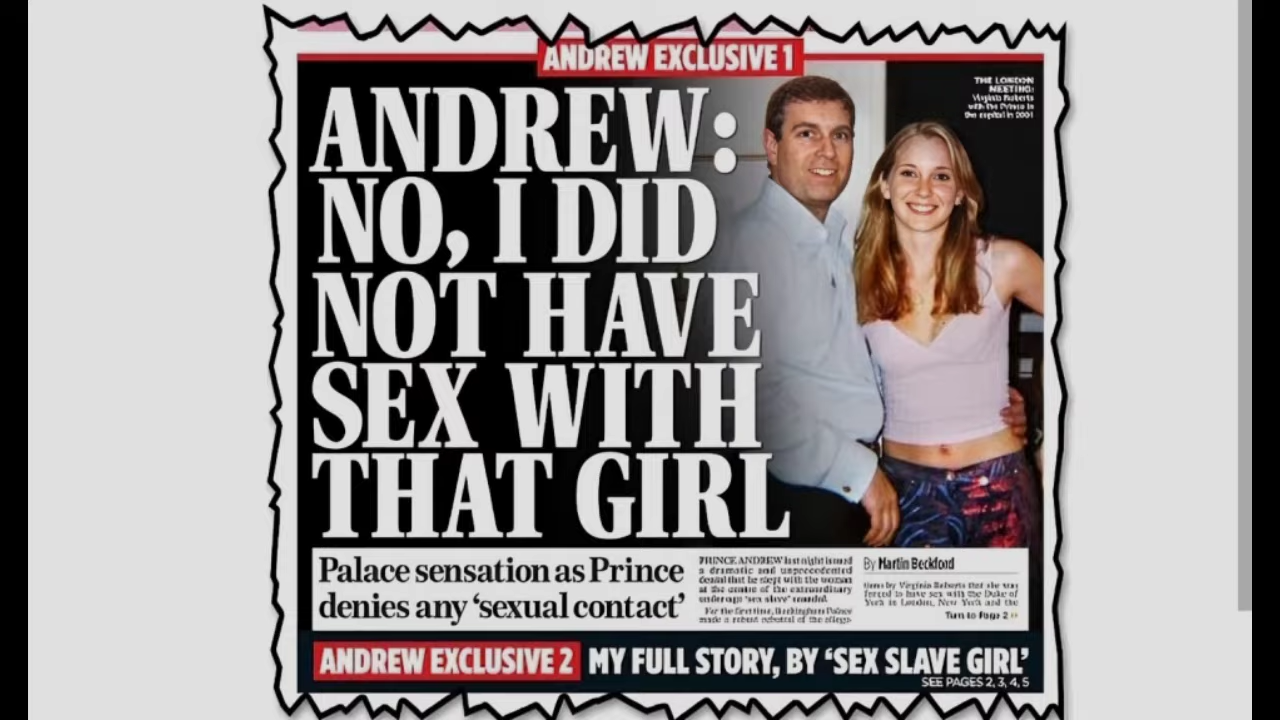 ANDREW EXCLUSIVE 1
ANDREW:
NO, I DID
NOT HAVE
SEX WITH
THAT GIRL
THE LONDON
MEETING:
Virginia Roberts
with the Prince in
the capital in 2001
Palace sensation as Prince
denies any ‘sexual contact’
PRINCE ANDREW last night issued
a dramatic and unprecedented
denial that he slept with the woman
at the centre of the extraordinary
underage ‘sex slave’ scandal.
For the first time, Buckingham Palace
made a robust rebuttal of the allega-
By Martin Beckford
tions by Virginia Roberts that she was
forced to have sex with the Duke of
York in London, New York and the
Turn to Page 2
ANDREW EXCLUSIVE 2 MY FULL STORY, BY ‘SEX SLAVE GIRL’
SEE PAGES 2, 3, 4, 5